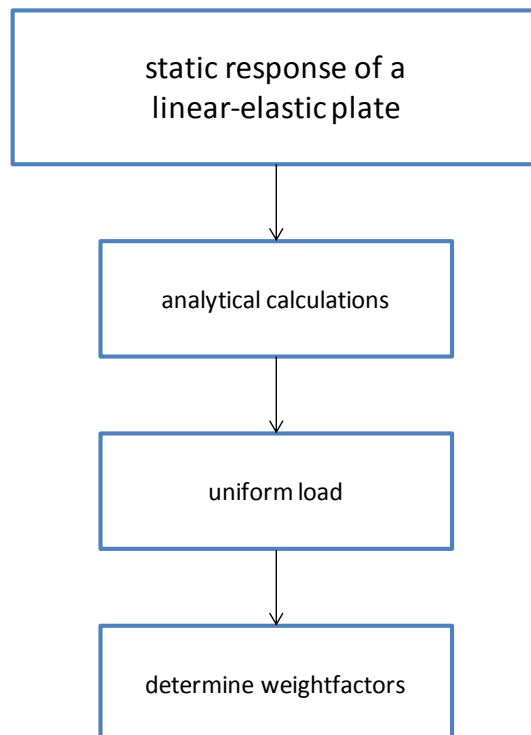 static response of a
linear-elastic plate
analytical calculations
uniform load
determine weightfactors